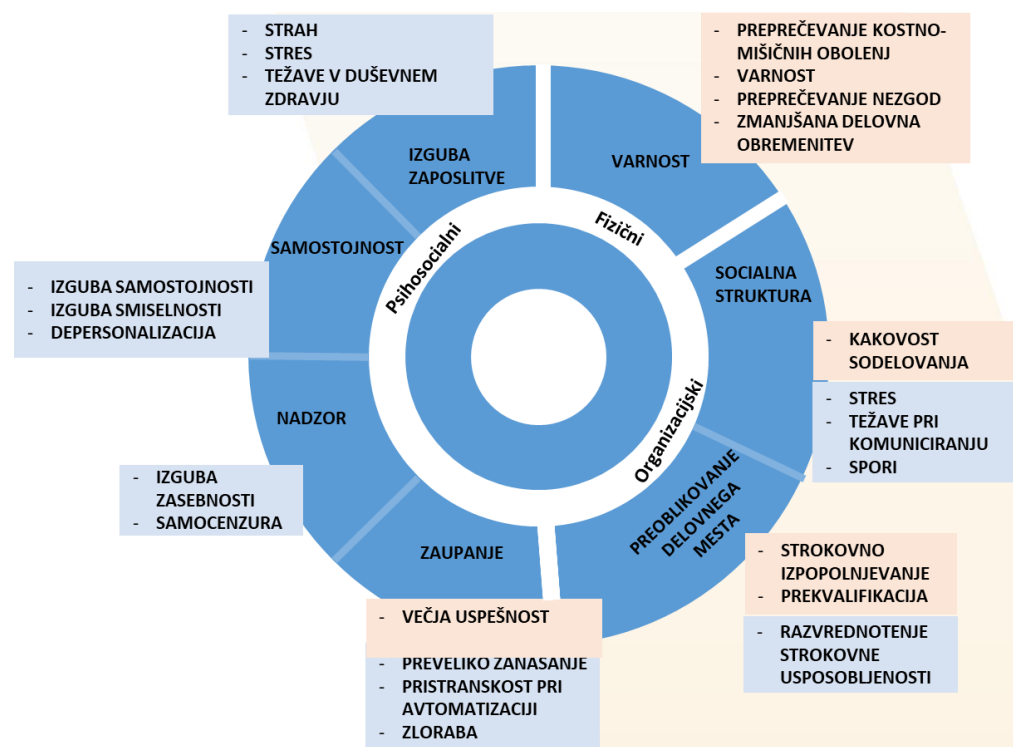 - STRAH
- STRES
- TEŽAVE V DUŠEVNEM
ZDRAVJU
- PREPREČEVANJE KOSTNO-
MIŠIČNIH OBOLENJ
- VARNOST
- PREPREČEVANJE NEZGOD
- ZMANJŠANA DELOVNA
OBREMENITEV
IZGUBA
ZAPOSLITVE
VARNOST
Psihosocialni
Fizični
SAMOSTOJNOST
SOCIALNA
STRUKTURA
- IZGUBA SAMOSTOJNOSTI
- IZGUBA SMISELNOSTI
- DEPERSONALIZACIJA
- KAKOVOST
SODELOVANJA
- STRES
- TEŽAVE PRI
KOMUNICIRANJU
- SPORI
NADZOR
Organizacijski
- IZGUBA
ZASEBNOSTI
- SAMOCENZURA
PREOBLIKOVANJE
DELOVNEGA
MESTA
ZAUPANJE
- STROKOVNO
IZPOPOLNJEVANJE
- PREKVALIFIKACIJA
- RAZVREDNOTENJE
STROKOVNE
USPOSOBLJENOSTI
- VEČJA USPEŠNOST
- PREVELIKO ZANAŠANJE
- PRISTRANSKOST PRI
AVTOMATIZACIJI
- ZLORABA